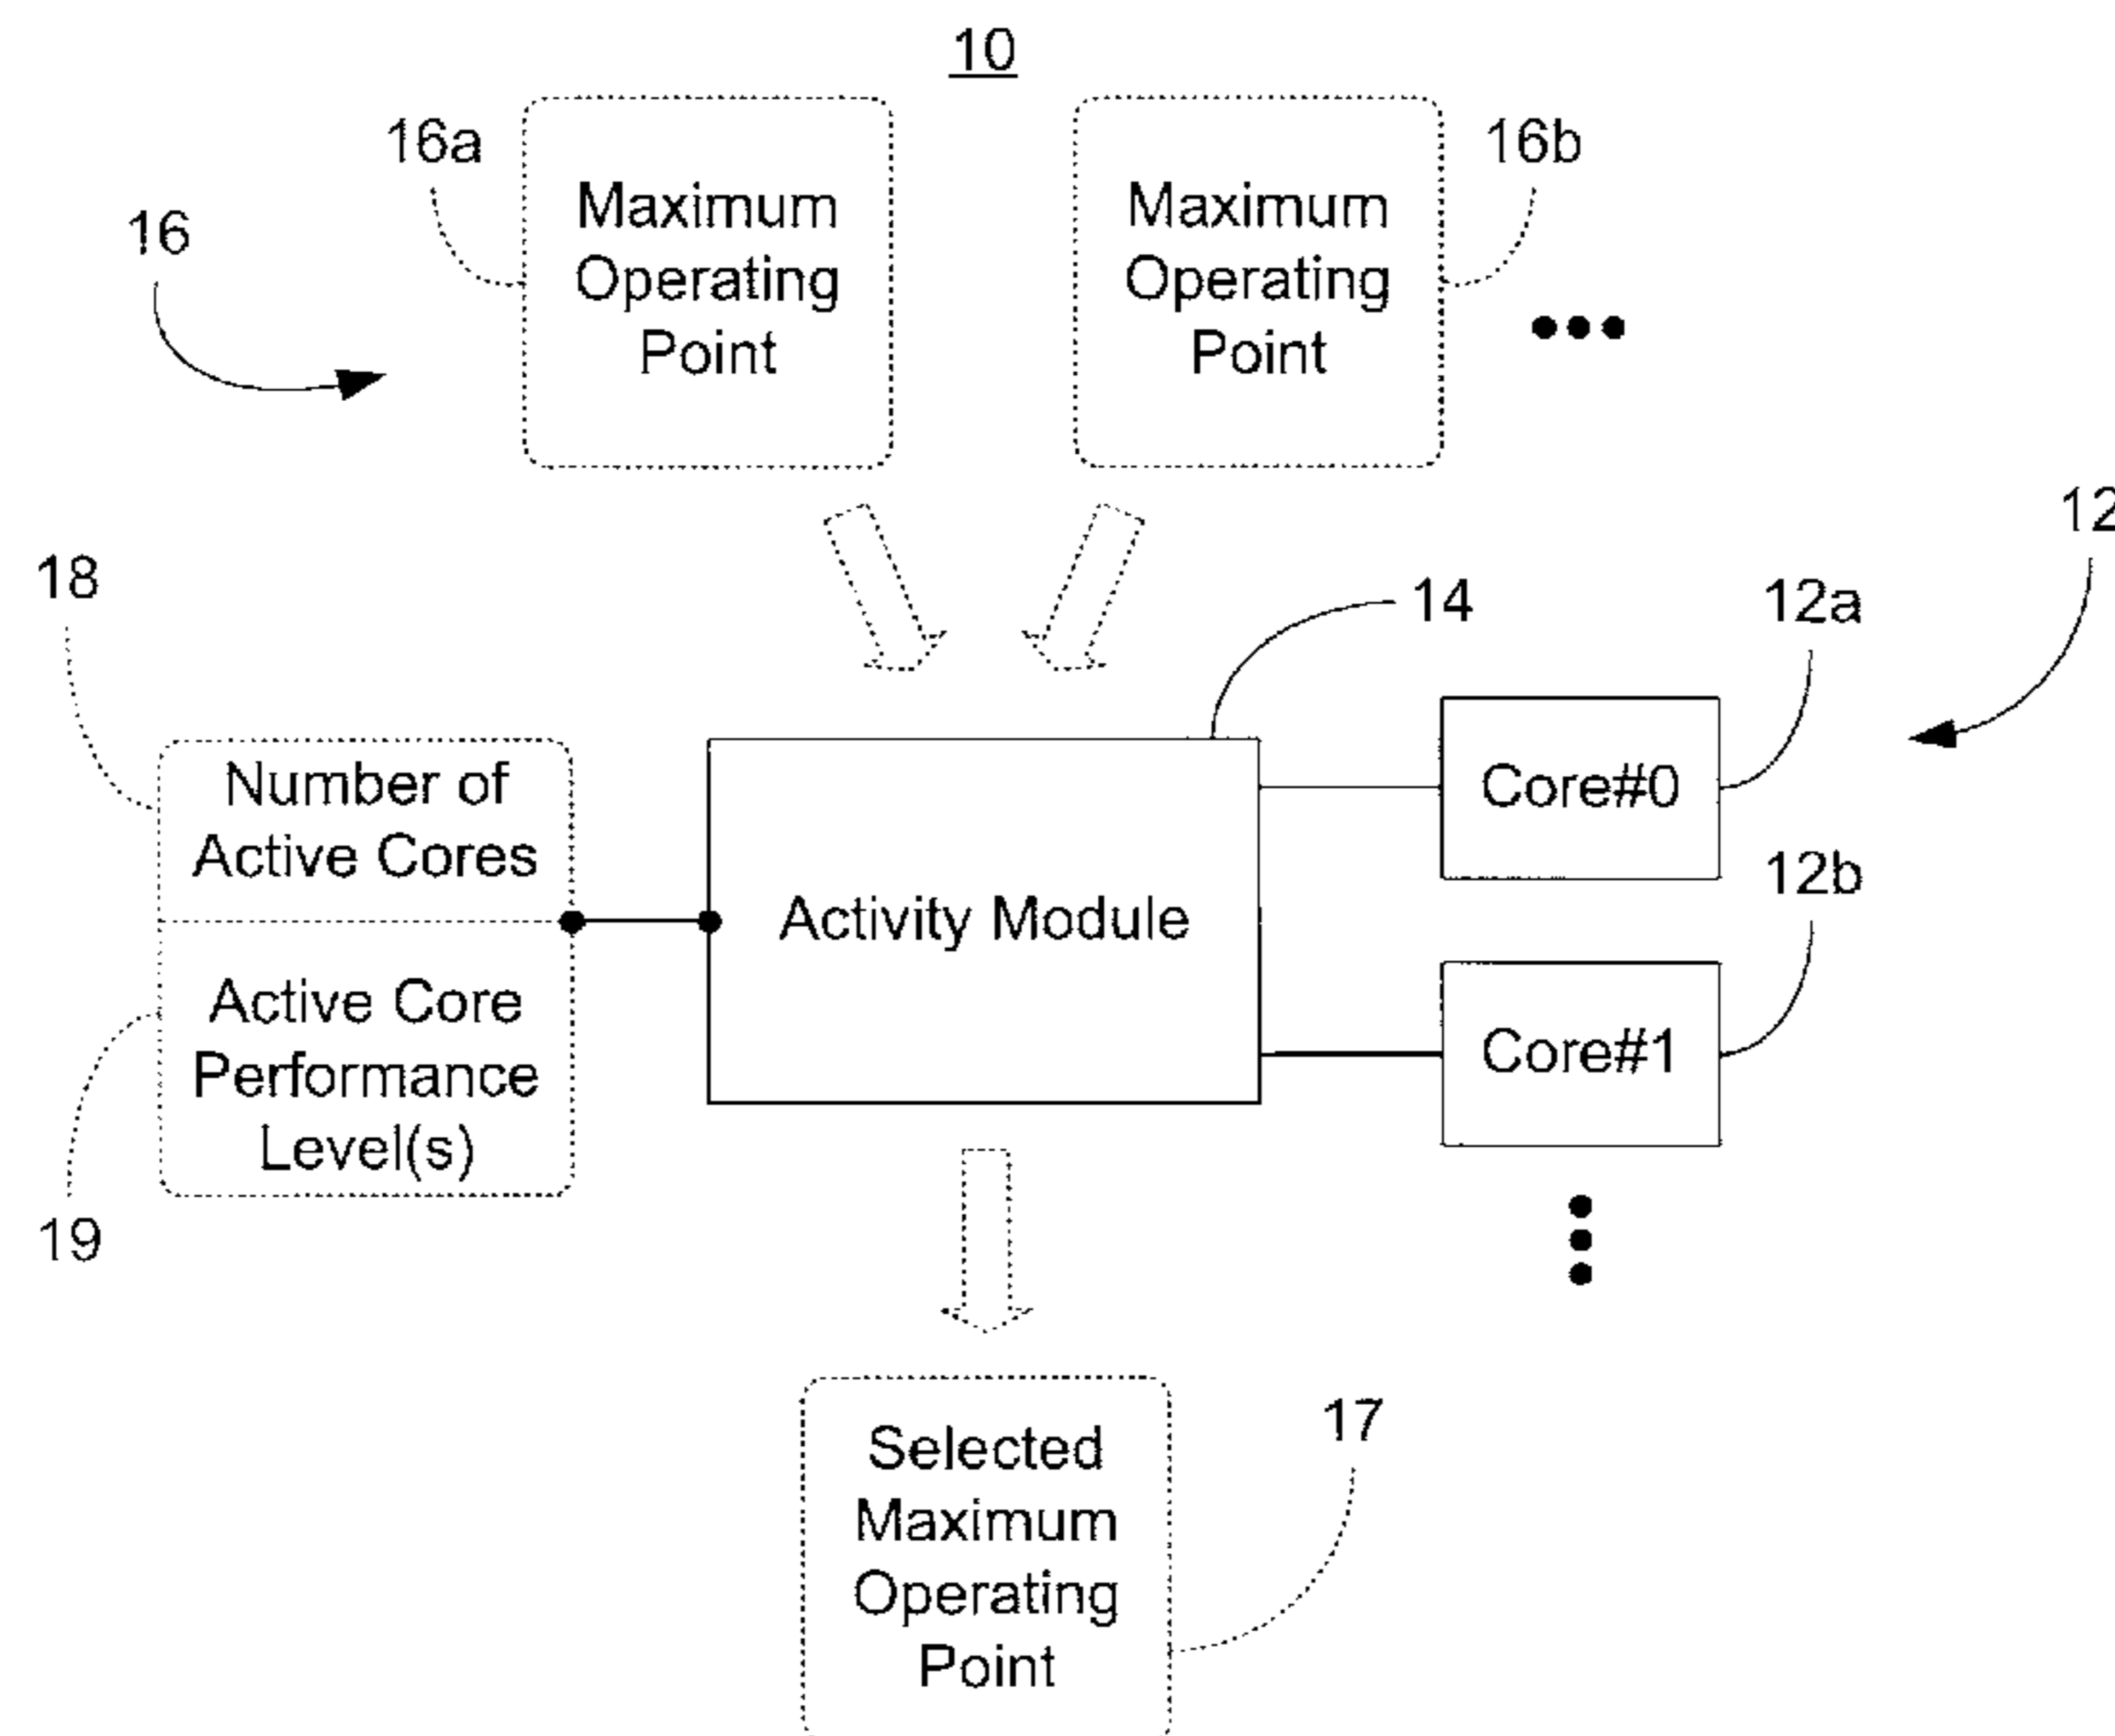 10
16a
Maximum
Operating
Point
Maximum
Operating
Point
16b
16
12
18
14
12a
Number of
Active Cores
Activity Module
Core#0
12b
Active Core
Performance
Level(s)
Core#1
19
Selected
Maximum
Operating
Point
17